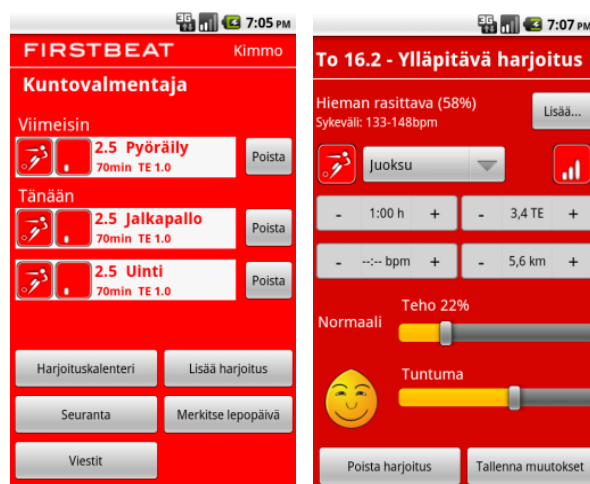 3G 7:05 PM
FIRSTBEAT Kimmo
Kuntovalmentaja
Viimeisin
2.5 Pyöräily
70min TE 1.0
Poista
Tänään
2.5 Jalkapallo
70min TE 1.0
Poista
2.5 Uinti
70min TE 1.0
Poista
Harjoituskalenteri Lisää harjoitus
Seuranta Merkitse lepopäivä
Viestit
3G 7:07 PM
To 16.2 - Ylläpitävä harjoitus
Hieman rasittava (58%)
Sykeväli: 133-148bpm
Lisää...
Juoksu
- 1:00 h + - 3,4 TE +
- --:-- bpm + - 5,6 km +
Teho 22%
Normaali
Tuntuma
Poista harjoitus Tallenna muutokset